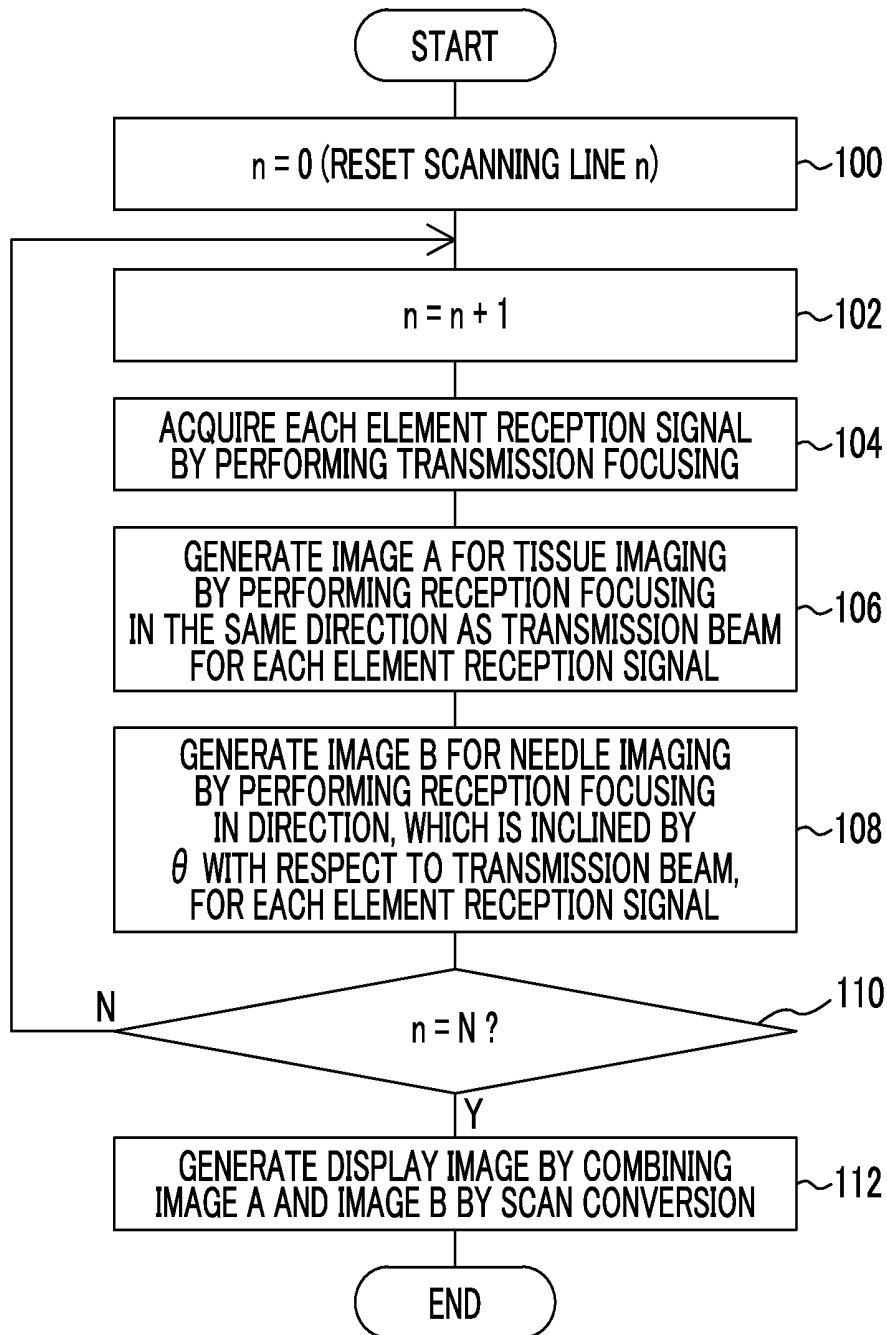 START
n = 0 (RESET SCANNING LINE n)
100
n = n + 1
102
ACQUIRE EACH ELEMENT RECEPTION SIGNAL
BY PERFORMING TRANSMISSION FOCUSING
104
GENERATE IMAGE A FOR TISSUE IMAGING
BY PERFORMING RECEPTION FOCUSING
IN THE SAME DIRECTION AS TRANSMISSION BEAM
FOR EACH ELEMENT RECEPTION SIGNAL
106
GENERATE IMAGE B FOR NEEDLE IMAGING
BY PERFORMING RECEPTION FOCUSING
IN DIRECTION, WHICH IS INCLINED BY
θ WITH RESPECT TO TRANSMISSION BEAM,
FOR EACH ELEMENT RECEPTION SIGNAL
108
N
n = N ?
110
Y
GENERATE DISPLAY IMAGE BY COMBINING
IMAGE A AND IMAGE B BY SCAN CONVERSION
112
END